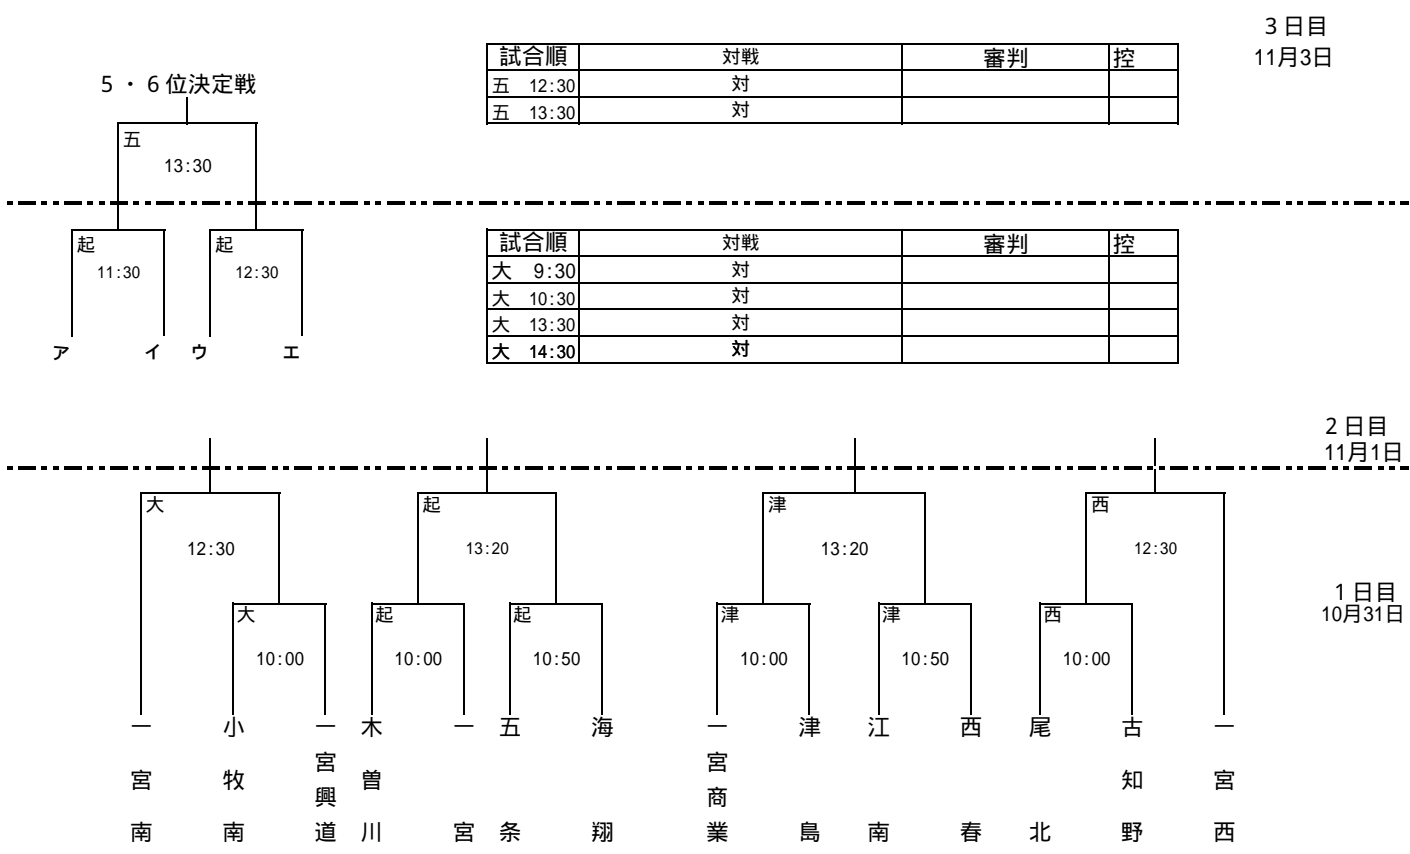 ３日目
11月3日
試合順 対戦 審判 控
五 12:30 対
五 13:30 対
５・６位決定戦
五
13:30
起 起
11:30 12:30
ア イ ウ エ
試合順 対戦 審判 控
大 9:30 対
大 10:30 対
大 13:30 対
大 14:30 対
２日目
11月1日
大 起 津 西
12:30 13:20 13:20 12:30
１日目
10月31日
大 起 起 津 津 西
10:00 10:00 10:50 10:00 10:50 10:00
一宮南
小牧南
一宮興道
木曽川
一宮
五条
海翔
一宮商業
津島
江南
西春
尾北
古知野
一宮西